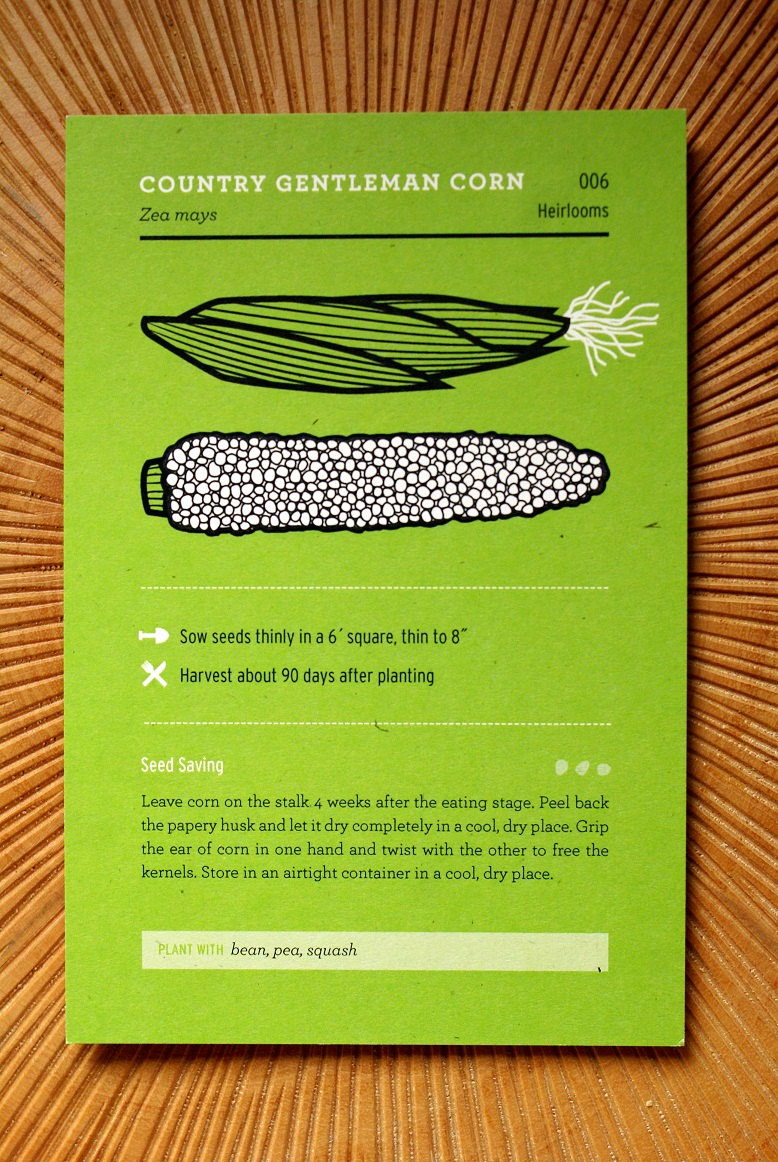 COUNTRY GENTLEMAN CORN 006
Zea mays Heirlooms
Sow seeds thinly in a 6´ square, thin to 8˝
Harvest about 90 days after planting
Seed Saving
Leave corn on the stalk 4 weeks after the eating stage. Peel back
the papery husk and let it dry completely in a cool, dry place. Grip
the ear of corn in one hand and twist with the other to free the
kernels. Store in an airtight container in a cool, dry place.
PLANT WITH bean, pea, squash